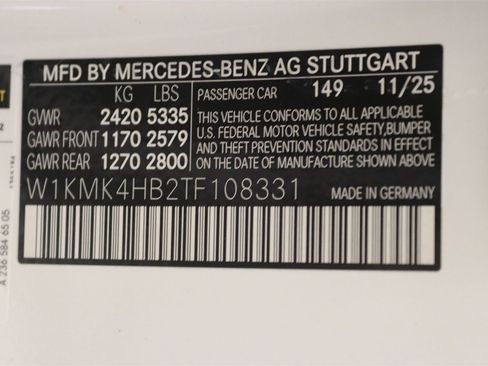 MFD BY MERCEDES-BENZ AG STUTTGART
KG LBS PASSENGER CAR 149 11/25
GVWR 2420 5335
GAWR FRONT 1170 2579
GAWR REAR 1270 2800
THIS VEHICLE CONFORMS TO ALL APPLICABLE
U.S. FEDERAL MOTOR VEHICLE SAFETY, BUMPER
AND THEFT PREVENTION STANDARDS IN EFFECT
ON THE DATE OF MANUFACTURE SHOWN ABOVE.
W1KMK4HB2TF108331 MADE IN GERMANY
A 236 584 65 05